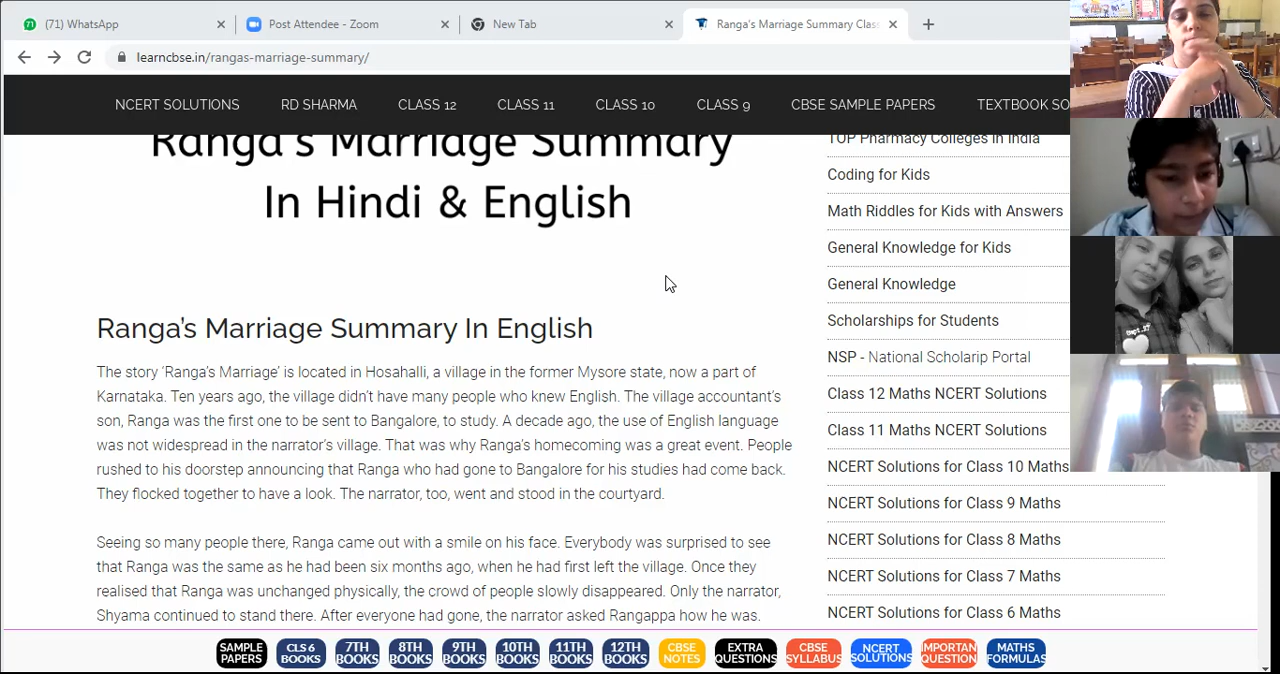 (71) WhatsApp
Post Attendee - Zoom
New Tab
Ranga's Marriage Summary Clas
learncbse.in/rangas-marriage-summary/
NCERT SOLUTIONS RD SHARMA CLASS 12 CLASS 11 CLASS 10 CLASS 9 CBSE SAMPLE PAPERS TEXTBOOK SO
Ranga's Marriage Summary
In Hindi & English
Ranga's Marriage Summary In English
The story 'Ranga's Marriage' is located in Hosahalli, a village in the former Mysore state, now a part of
Karnataka. Ten years ago, the village didn't have many people who knew English. The village accountant's
son, Ranga was the first one to be sent to Bangalore, to study. A decade ago, the use of English language
was not widespread in the narrator's village. That was why Ranga's homecoming was a great event. People
rushed to his doorstep announcing that Ranga who had gone to Bangalore for his studies had come back.
They flocked together to have a look. The narrator, too, went and stood in the courtyard.
Seeing so many people there, Ranga came out with a smile on his face. Everybody was surprised to see
that Ranga was the same as he had been six months ago, when he had first left the village. Once they
realised that Ranga was unchanged physically, the crowd of people slowly disappeared. Only the narrator,
Shyama continued to stand there. After everyone had gone, the narrator asked Rangappa how he was.
TOP Pharmacy Colleges in India
Coding for Kids
Math Riddles for Kids with Answers
General Knowledge for Kids
General Knowledge
Scholarships for Students
NSP - National Scholarip Portal
Class 12 Maths NCERT Solutions
Class 11 Maths NCERT Solutions
NCERT Solutions for Class 10 Maths
NCERT Solutions for Class 9 Maths
NCERT Solutions for Class 8 Maths
NCERT Solutions for Class 7 Maths
NCERT Solutions for Class 6 Maths
SAMPLE PAPERS
CLS 6 BOOKS
7TH BOOKS
8TH BOOKS
9TH BOOKS
10TH BOOKS
11TH BOOKS
12TH BOOKS
CBSE NOTES
EXTRA QUESTIONS
CBSE SYLLABUS
NCERT SOLUTIONS
IMPORTAN QUESTION
MATHS FORMULAS